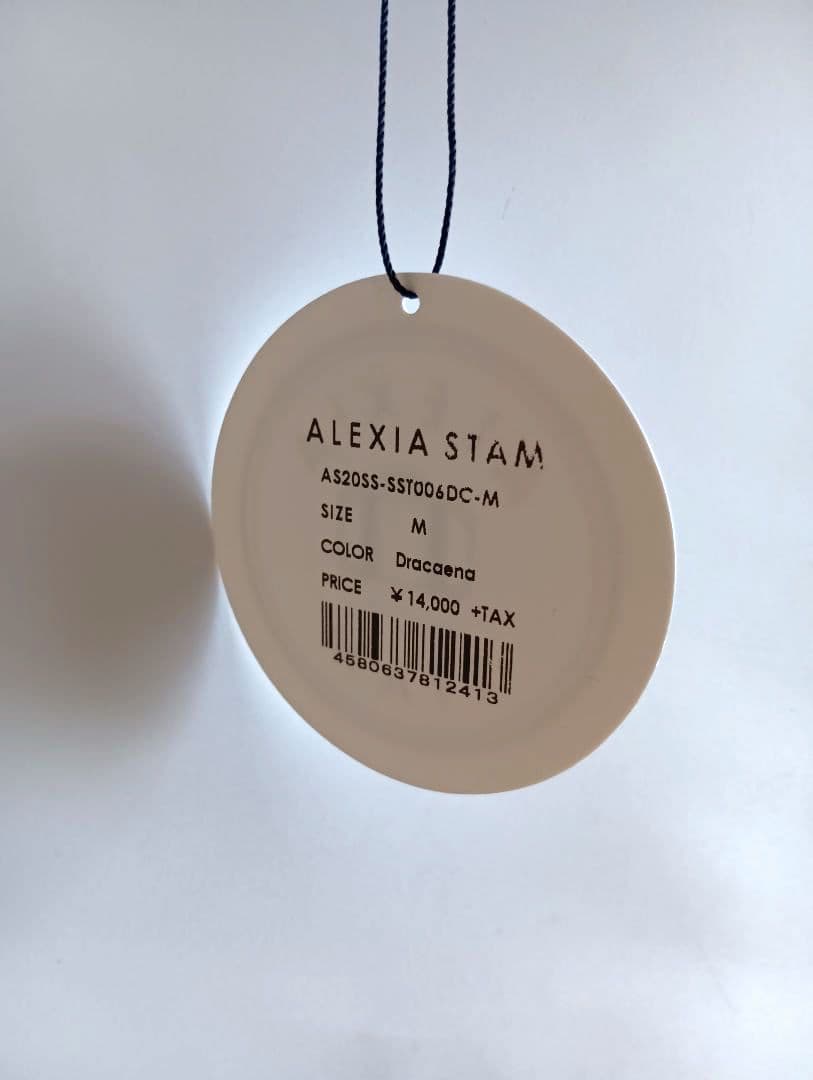 ALEXIA STAM
AS20SS-SST006DC-M
SIZE M
COLOR Dracaena
PRICE ¥14,000 +TAX
4580637812413